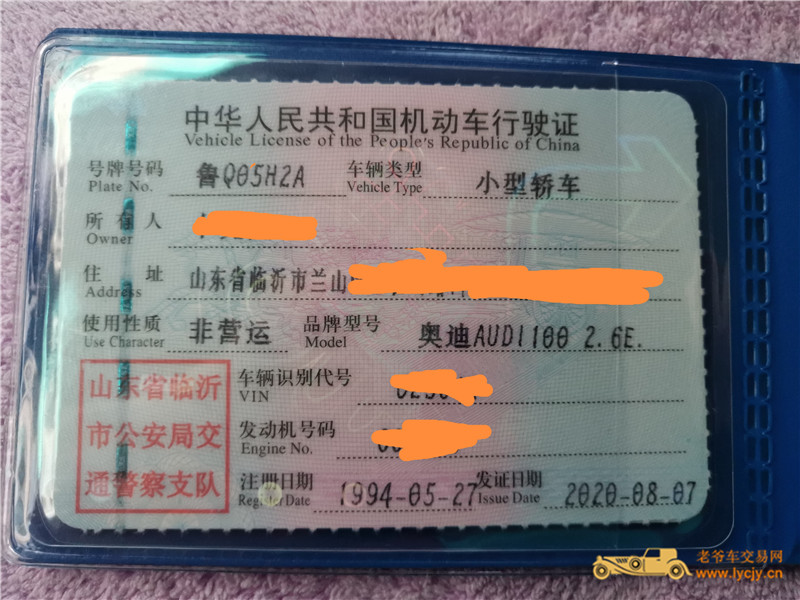 中华人民共和国机动车行驶证
Vehicle License of the People's Republic of China
号牌号码 鲁Q05H2A 车辆类型 小型轿车
Plate No. Vehicle Type
所有人
Owner
住址 山东省临沂市兰山
Address
使用性质 非营运 品牌型号 奥迪AUDI100 2.6E.
Use Character Model
山东省临沂
市公安局交
通警察支队
车辆识别代号
VIN
发动机号码
Engine No.
注册日期 1994-05-27 发证日期 2020-08-07
Register Date Issue Date
老爷车交易网
www.lycjy.cn